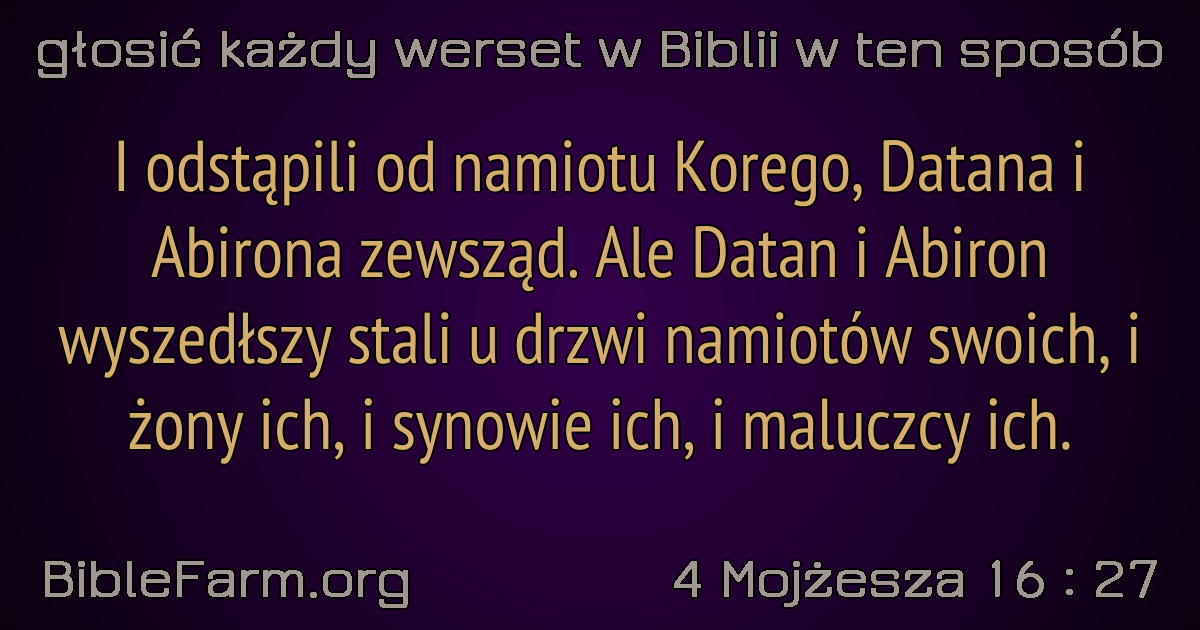 głosić każdy werset w Biblii w ten sposób
I odstąpili od namiotu Korego, Datana i
Abirona zewsząd. Ale Datan i Abiron
wyszedłszy stali u drzwi namiotów swoich, i
żony ich, i synowie ich, i maluczcy ich.
BibleFarm.org
4 Mojżesza 16 : 27